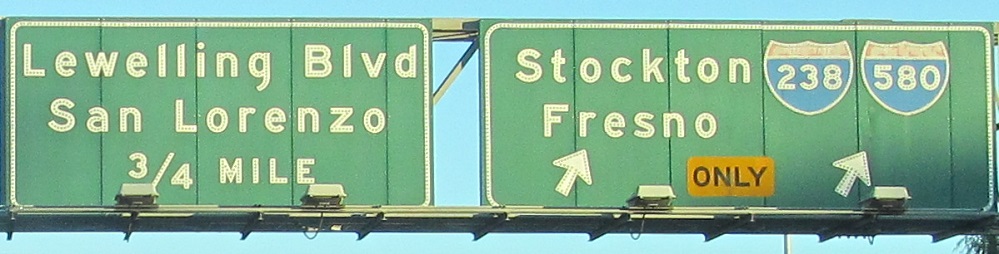 Lewelling Blvd
San Lorenzo
3/4 MILE
Stockton 238 580
Fresno
ONLY